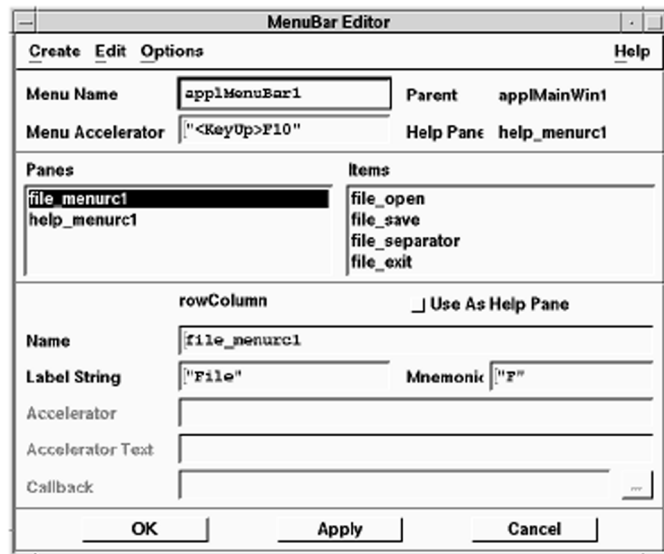 MenuBar Editor
Create Edit Options Help
Menu Name applMenuBar1 Parent applMainWin1
Menu Accelerator "<KeyUp>F10" Help Pane help_menurc1
Panes Items
file_menurc1 file_open
help_menurc1 file_save
file_separator
file_exit
rowColumn Use As Help Pane
Name file_menurc1
Label String "File" Mnemonic "F"
Accelerator
Accelerator Text
Callback ...
OK Apply Cancel